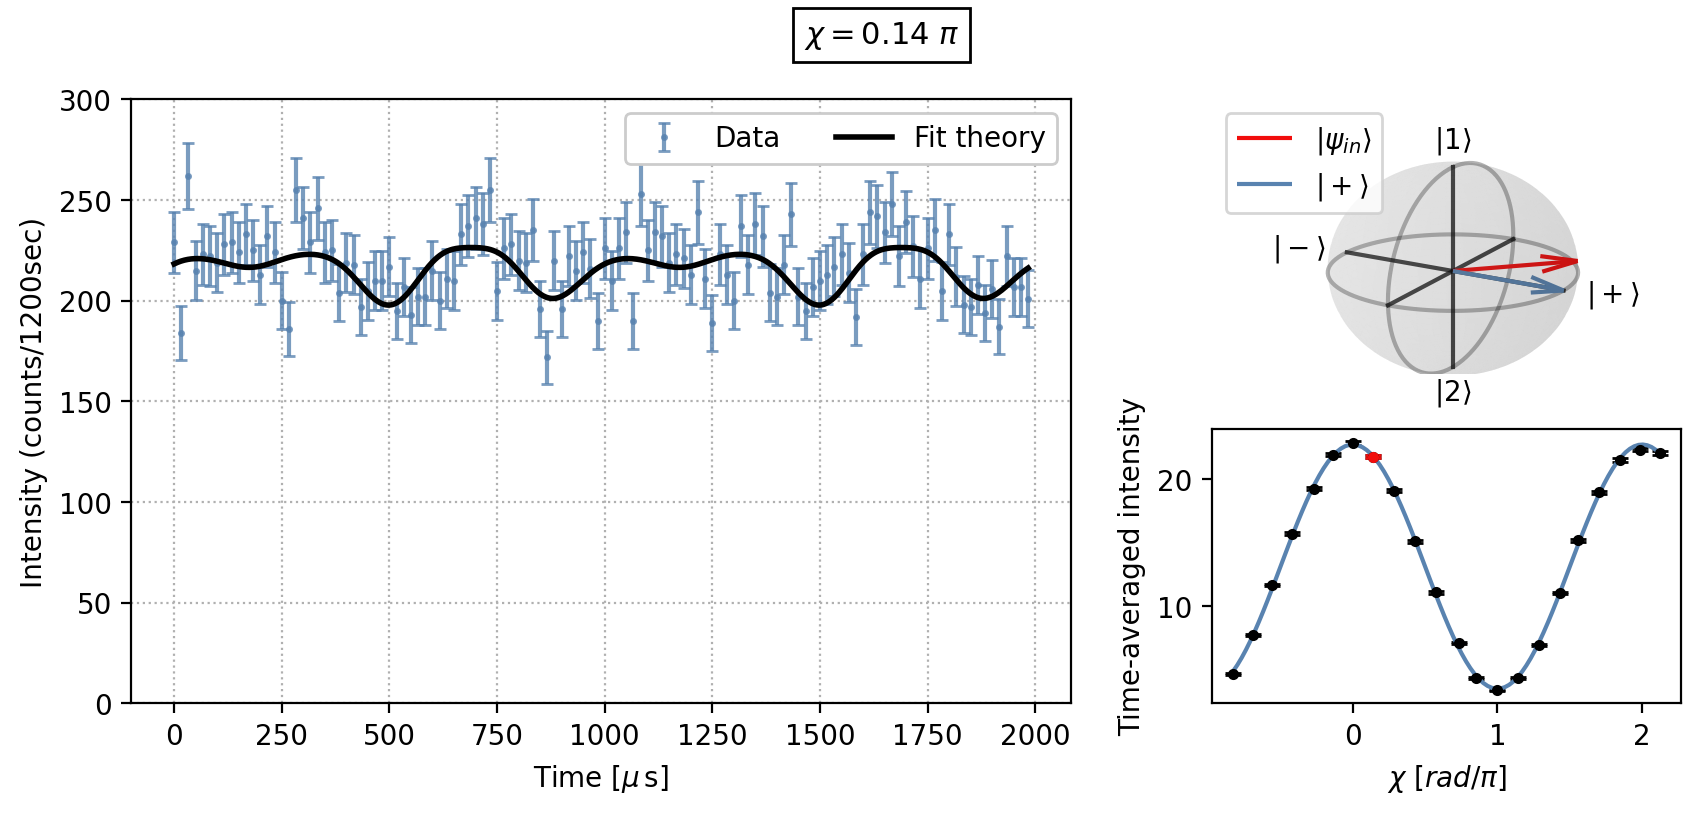 χ = 0.14 π
Intensity (counts/1200sec)
300
250
200
150
100
50
0
Data
Fit theory
0 250 500 750 1000 1250 1500 1750 2000
Time [μ s]
|ψ_in⟩
|+⟩
|1⟩
|−⟩
|+⟩
|2⟩
Time-averaged intensity
20
10
0 1 2
χ [rad/π]